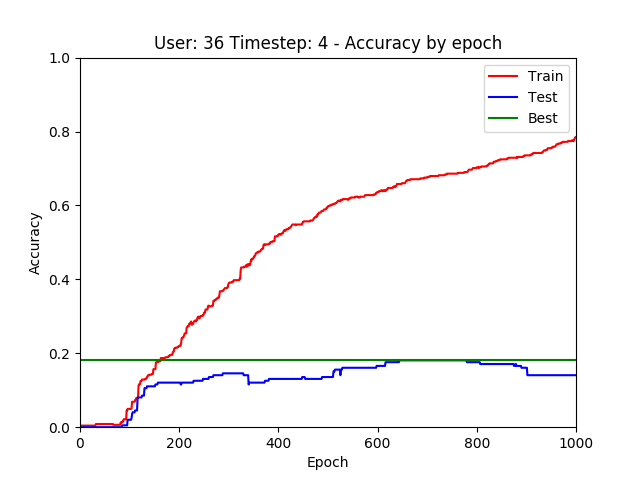 User: 36 Timestep: 4 - Accuracy by epoch
1.0
0.8
0.6
0.4
0.2
0.0
Accuracy
Train
Test
Best
0 200 400 600 800 1000
Epoch